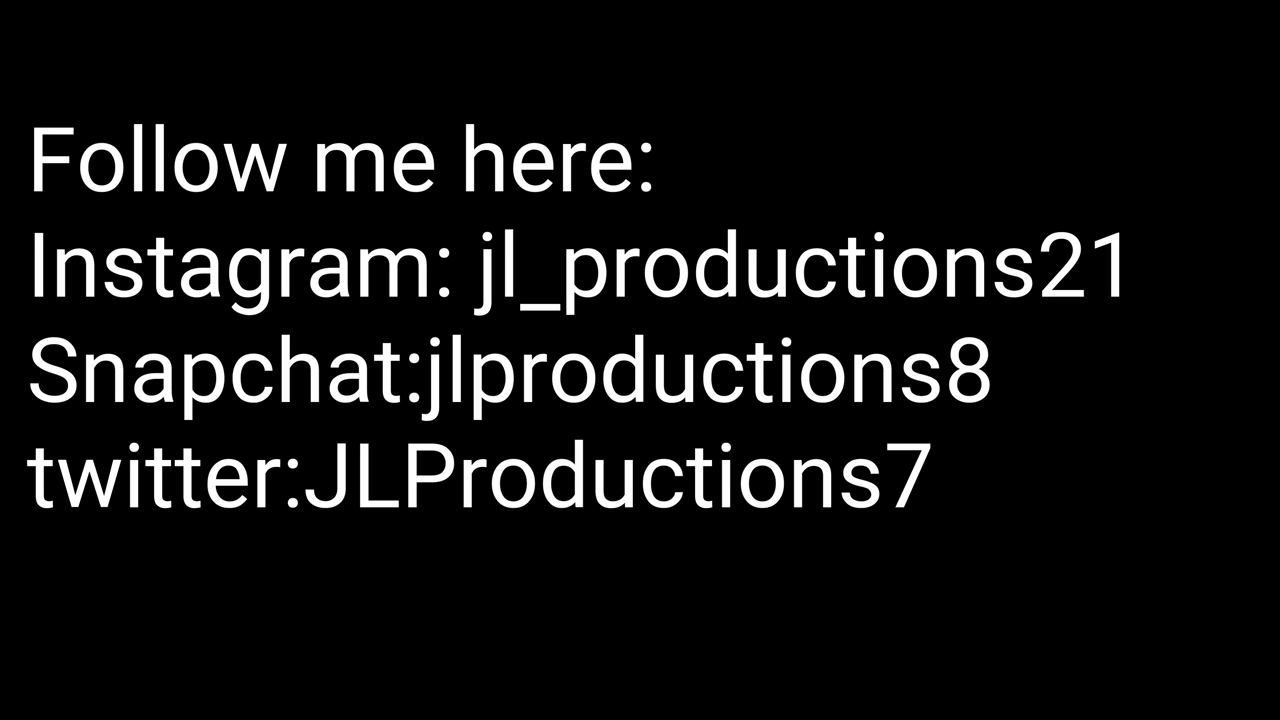 Follow me here:
Instagram: jl_productions21
Snapchat:jlproductions8
twitter:JLProductions7